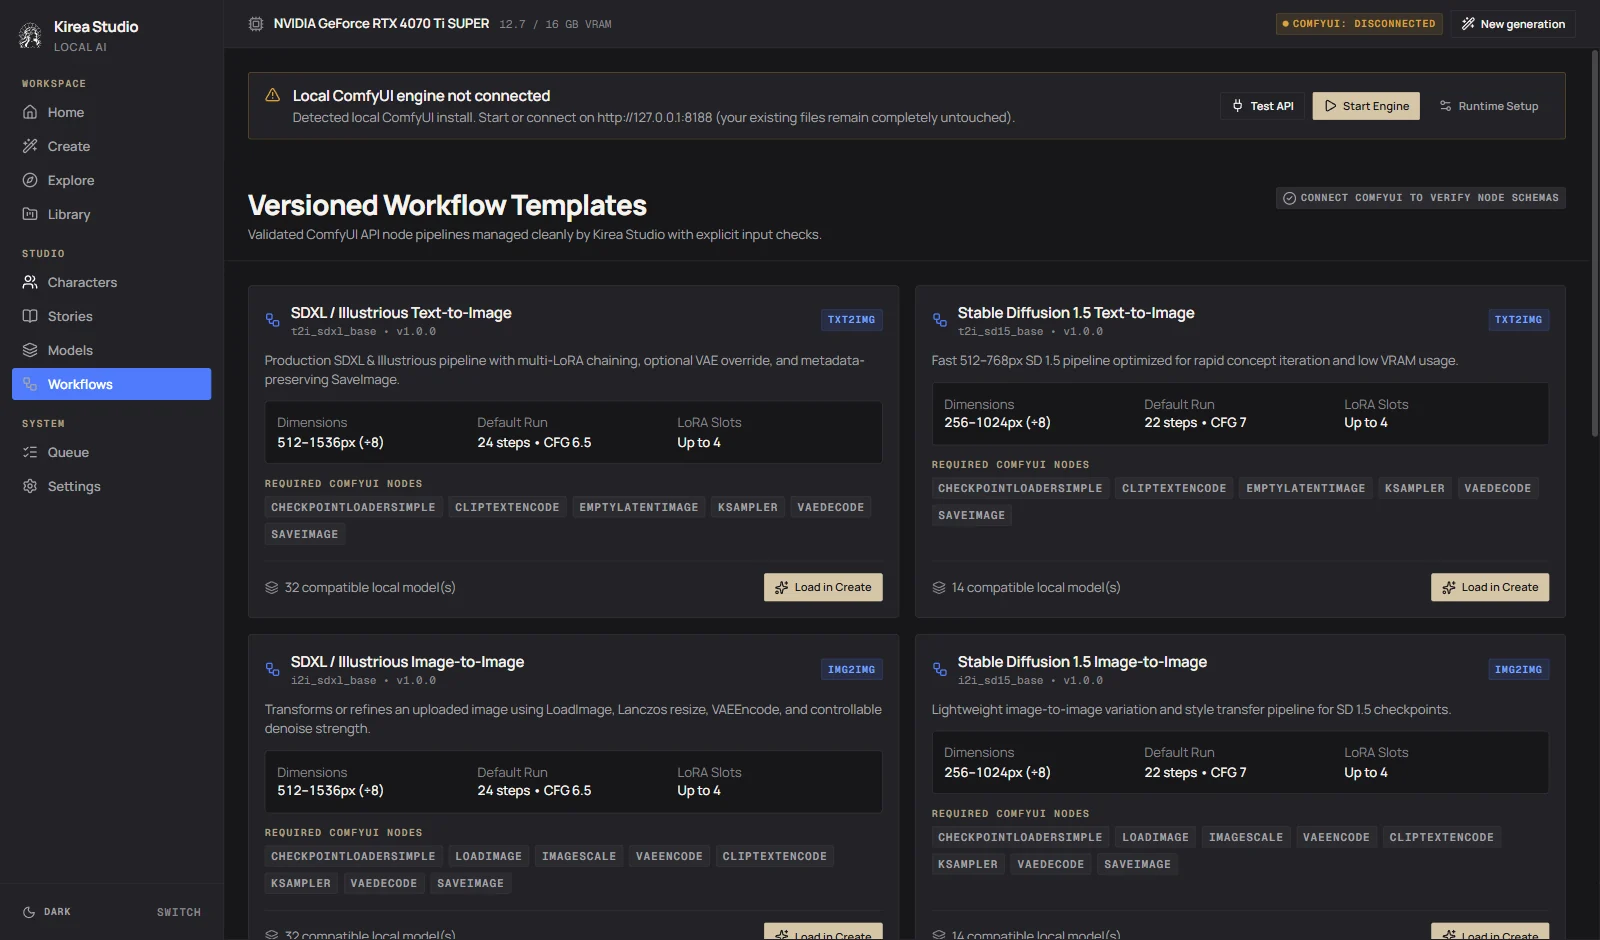 Kirea Studio
LOCAL AI
WORKSPACE
Home
Create
Explore
Library
STUDIO
Characters
Stories
Models
Workflows
SYSTEM
Queue
Settings
DARK
SWITCH
NVIDIA GeForce RTX 4070 Ti SUPER 12.7 / 16 GB VRAM
COMFYUI: DISCONNECTED
New generation
Local ComfyUI engine not connected
Detected local ComfyUI install. Start or connect on http://127.0.0.1:8188 (your existing files remain completely untouched).
Test API
Start Engine
Runtime Setup
Versioned Workflow Templates
Validated ComfyUI API node pipelines managed cleanly by Kirea Studio with explicit input checks.
CONNECT COMFYUI TO VERIFY NODE SCHEMAS
SDXL / Illustrious Text-to-Image
t2i_sdxl_base • v1.0.0
TXT2IMG
Production SDXL & Illustrious pipeline with multi-LoRA chaining, optional VAE override, and metadata-
preserving SaveImage.
Dimensions
512–1536px (÷8)
Default Run
24 steps • CFG 6.5
LoRA Slots
Up to 4
REQUIRED COMFYUI NODES
CHECKPOINTLOADERSIMPLE CLIPTEXTENCODE EMPTYLATENTIMAGE KSAMPLER VAEDECODE
SAVEIMAGE
32 compatible local model(s)
Load in Create
Stable Diffusion 1.5 Text-to-Image
t2i_sd15_base • v1.0.0
TXT2IMG
Fast 512–768px SD 1.5 pipeline optimized for rapid concept iteration and low VRAM usage.
Dimensions
256–1024px (÷8)
Default Run
22 steps • CFG 7
LoRA Slots
Up to 4
REQUIRED COMFYUI NODES
CHECKPOINTLOADERSIMPLE CLIPTEXTENCODE EMPTYLATENTIMAGE KSAMPLER VAEDECODE
SAVEIMAGE
14 compatible local model(s)
Load in Create
SDXL / Illustrious Image-to-Image
i2i_sdxl_base • v1.0.0
IMG2IMG
Transforms or refines an uploaded image using LoadImage, Lanczos resize, VAEEncode, and controllable
denoise strength.
Dimensions
512–1536px (÷8)
Default Run
24 steps • CFG 6.5
LoRA Slots
Up to 4
REQUIRED COMFYUI NODES
CHECKPOINTLOADERSIMPLE LOADIMAGE IMAGESCALE VAEENCODE CLIPTEXTENCODE
KSAMPLER VAEDECODE SAVEIMAGE
32 compatible local model(s)
Load in Create
Stable Diffusion 1.5 Image-to-Image
i2i_sd15_base • v1.0.0
IMG2IMG
Lightweight image-to-image variation and style transfer pipeline for SD 1.5 checkpoints.
Dimensions
256–1024px (÷8)
Default Run
22 steps • CFG 7
LoRA Slots
Up to 4
REQUIRED COMFYUI NODES
CHECKPOINTLOADERSIMPLE LOADIMAGE IMAGESCALE VAEENCODE CLIPTEXTENCODE
KSAMPLER VAEDECODE SAVEIMAGE
14 compatible local model(s)
Load in Create